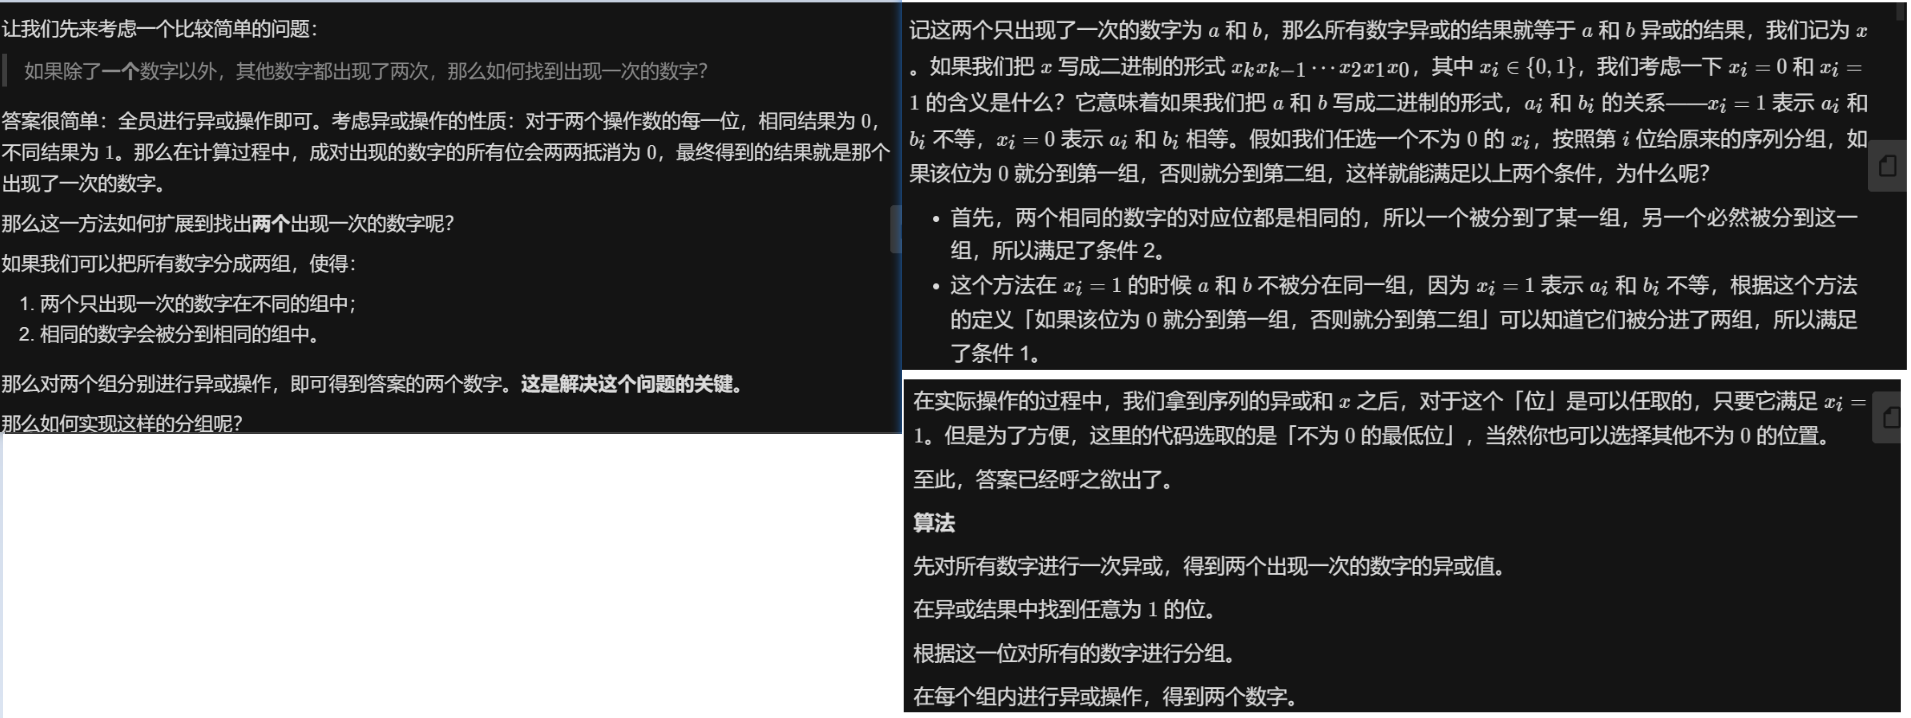 让我们先来考虑一个比较简单的问题：
如果除了一个数字以外，其他数字都出现了两次，那么如何找到出现一次的数字？
答案很简单：全员进行异或操作即可。考虑异或操作的性质：对于两个操作数的每一位，相同结果为 0，
不同结果为 1。那么在计算过程中，成对出现的数字的所有位会两两抵消为 0，最终得到的结果就是那个
出现了一次的数字。
那么这一方法如何扩展到找出两个出现一次的数字呢？
如果我们可以把所有数字分成两组，使得：
1. 两个只出现一次的数字在不同的组中；
2. 相同的数字会被分到相同的组中。
那么对两个组分别进行异或操作，即可得到答案的两个数字。这是解决这个问题的关键。
那么如何实现这样的分组呢？
记这两个只出现了一次的数字为 a 和 b，那么所有数字异或的结果就等于 a 和 b 异或的结果，我们记为 x
。如果我们把 x 写成二进制的形式 xₖxₖ₋₁⋯x₂x₁x₀，其中 xᵢ ∈ {0, 1}，我们考虑一下 xᵢ = 0 和 xᵢ =
1 的含义是什么？它意味着如果我们把 a 和 b 写成二进制的形式，aᵢ 和 bᵢ 的关系——xᵢ = 1 表示 aᵢ 和
bᵢ 不等，xᵢ = 0 表示 aᵢ 和 bᵢ 相等。假如我们任选一个不为 0 的 xᵢ，按照第 i 位给原来的序列分组，如
果该位为 0 就分到第一组，否则就分到第二组，这样就能满足以上两个条件，为什么呢？
• 首先，两个相同的数字的对应位都是相同的，所以一个被分到了某一组，另一个必然被分到这一
组，所以满足了条件 2。
• 这个方法在 xᵢ = 1 的时候 a 和 b 不被分在同一组，因为 xᵢ = 1 表示 aᵢ 和 bᵢ 不等，根据这个方法
的定义「如果该位为 0 就分到第一组，否则就分到第二组」可以知道它们被分进了两组，所以满足
了条件 1。
在实际操作的过程中，我们拿到序列的异或和 x 之后，对于这个「位」是可以任取的，只要它满足 xᵢ =
1。但是为了方便，这里的代码选取的是「不为 0 的最低位」，当然你也可以选择其他不为 0 的位置。
至此，答案已经呼之欲出了。
算法
先对所有数字进行一次异或，得到两个出现一次的数字的异或值。
在异或结果中找到任意为 1 的位。
根据这一位对所有的数字进行分组。
在每个组内进行异或操作，得到两个数字。